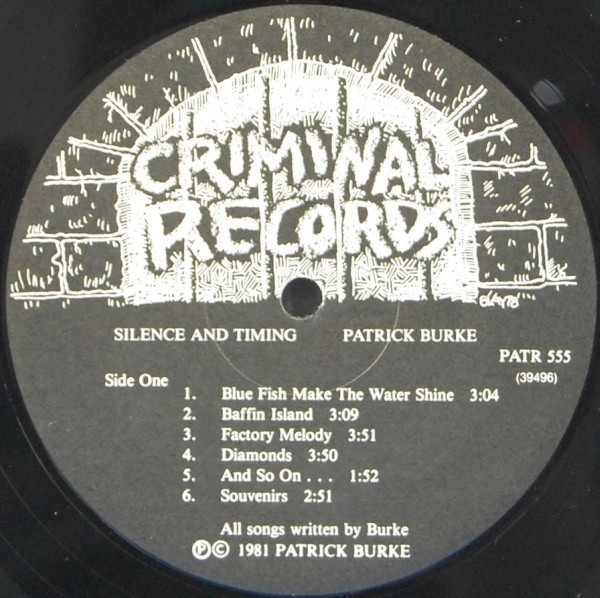 CRIMINAL
RECORDS
SILENCE AND TIMING PATRICK BURKE
PATR 555
(39496)
Side One
1. Blue Fish Make The Water Shine 3:04
2. Baffin Island 3:09
3. Factory Melody 3:51
4. Diamonds 3:50
5. And So On . . . 1:52
6. Souvenirs 2:51
All songs written by Burke
Ⓟ© 1981 PATRICK BURKE